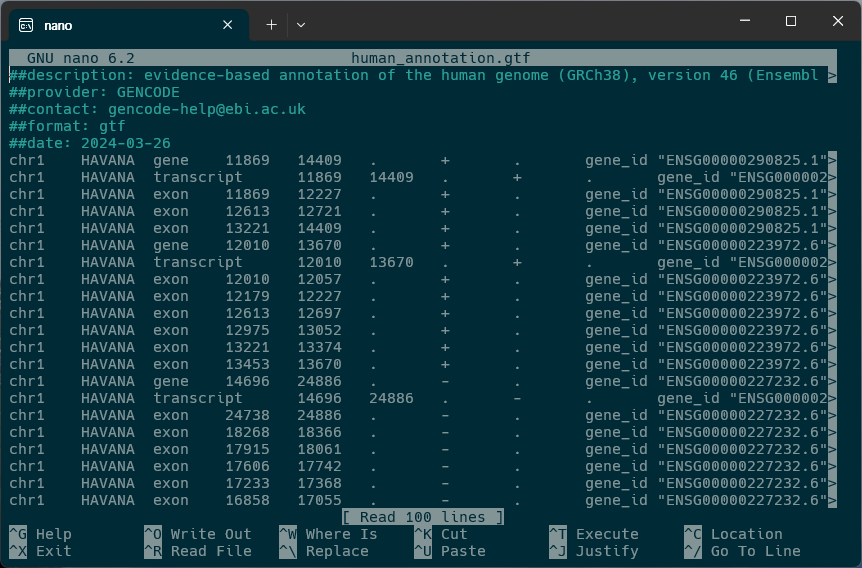 nano
GNU nano 6.2 human_annotation.gtf
##description: evidence-based annotation of the human genome (GRCh38), version 46 (Ensembl >
##provider: GENCODE
##contact: gencode-help@ebi.ac.uk
##format: gtf
##date: 2024-03-26
chr1 HAVANA gene 11869 14409 . + . gene_id "ENSG00000290825.1">
chr1 HAVANA transcript 11869 14409 . + . gene_id "ENSG000002>
chr1 HAVANA exon 11869 12227 . + . gene_id "ENSG00000290825.1">
chr1 HAVANA exon 12613 12721 . + . gene_id "ENSG00000290825.1">
chr1 HAVANA exon 13221 14409 . + . gene_id "ENSG00000290825.1">
chr1 HAVANA gene 12010 13670 . + . gene_id "ENSG00000223972.6">
chr1 HAVANA transcript 12010 13670 . + . gene_id "ENSG000002>
chr1 HAVANA exon 12010 12057 . + . gene_id "ENSG00000223972.6">
chr1 HAVANA exon 12179 12227 . + . gene_id "ENSG00000223972.6">
chr1 HAVANA exon 12613 12697 . + . gene_id "ENSG00000223972.6">
chr1 HAVANA exon 12975 13052 . + . gene_id "ENSG00000223972.6">
chr1 HAVANA exon 13221 13374 . + . gene_id "ENSG00000223972.6">
chr1 HAVANA exon 13453 13670 . + . gene_id "ENSG00000223972.6">
chr1 HAVANA gene 14696 24886 . - . gene_id "ENSG00000227232.6">
chr1 HAVANA transcript 14696 24886 . - . gene_id "ENSG000002>
chr1 HAVANA exon 24738 24886 . - . gene_id "ENSG00000227232.6">
chr1 HAVANA exon 18268 18366 . - . gene_id "ENSG00000227232.6">
chr1 HAVANA exon 17915 18061 . - . gene_id "ENSG00000227232.6">
chr1 HAVANA exon 17606 17742 . - . gene_id "ENSG00000227232.6">
chr1 HAVANA exon 17233 17368 . - . gene_id "ENSG00000227232.6">
chr1 HAVANA exon 16858 17055 . - . gene_id "ENSG00000227232.6">
[ Read 100 lines ]
^G Help ^O Write Out ^W Where Is ^K Cut ^T Execute ^C Location
^X Exit ^R Read File ^\ Replace ^U Paste ^J Justify ^/ Go To Line